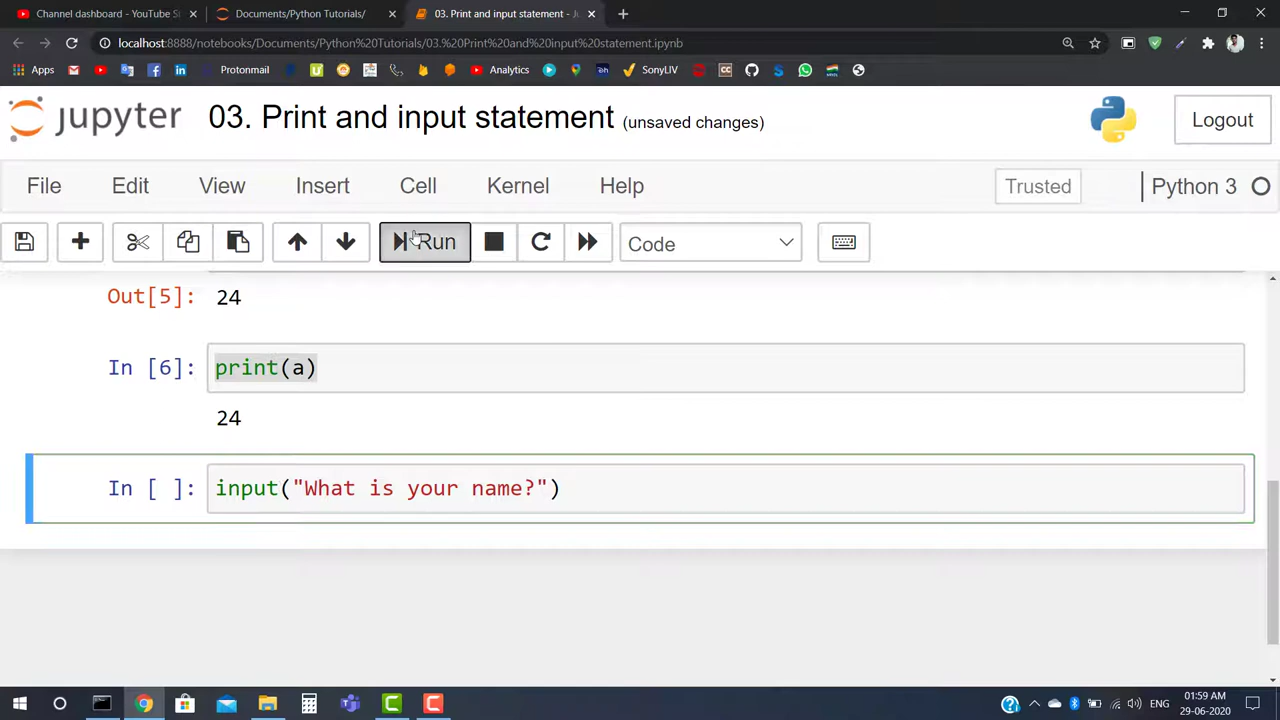 Channel dashboard - YouTube S
Documents/Python Tutorials/
03. Print and input statement - Ju
localhost:8888/notebooks/Documents/Python%20Tutorials/03.%20Print%20and%20input%20statement.ipynb
Apps
Protonmail
Analytics
SonyLIV
jupyter
03. Print and input statement (unsaved changes)
Logout
File
Edit
View
Insert
Cell
Kernel
Help
Trusted
Python 3
Run
Code
Out[5]: 24
In [6]: print(a)
24
In [ ]: input("What is your name?")
ENG
01:59 AM
29-06-2020